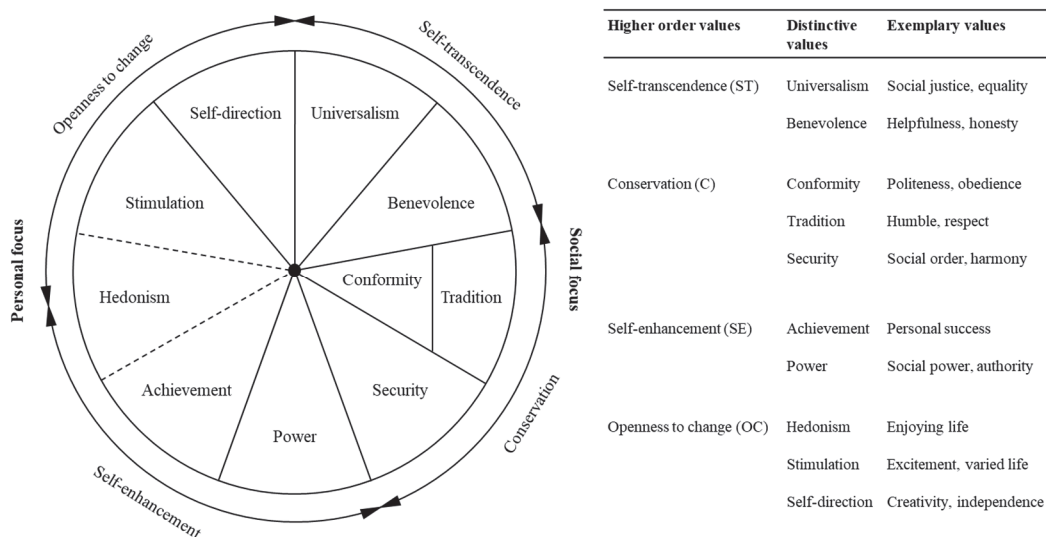 Openness to change
Self-transcendence
Self-direction
Universalism
Stimulation
Benevolence
Personal focus
Social focus
Hedonism
Conformity
Tradition
Achievement
Security
Power
Self-enhancement
Conservation
Higher order values Distinctive values Exemplary values
Self-transcendence (ST) Universalism Social justice, equality
Benevolence Helpfulness, honesty
Conservation (C) Conformity Politeness, obedience
Tradition Humble, respect
Security Social order, harmony
Self-enhancement (SE) Achievement Personal success
Power Social power, authority
Openness to change (OC) Hedonism Enjoying life
Stimulation Excitement, varied life
Self-direction Creativity, independence